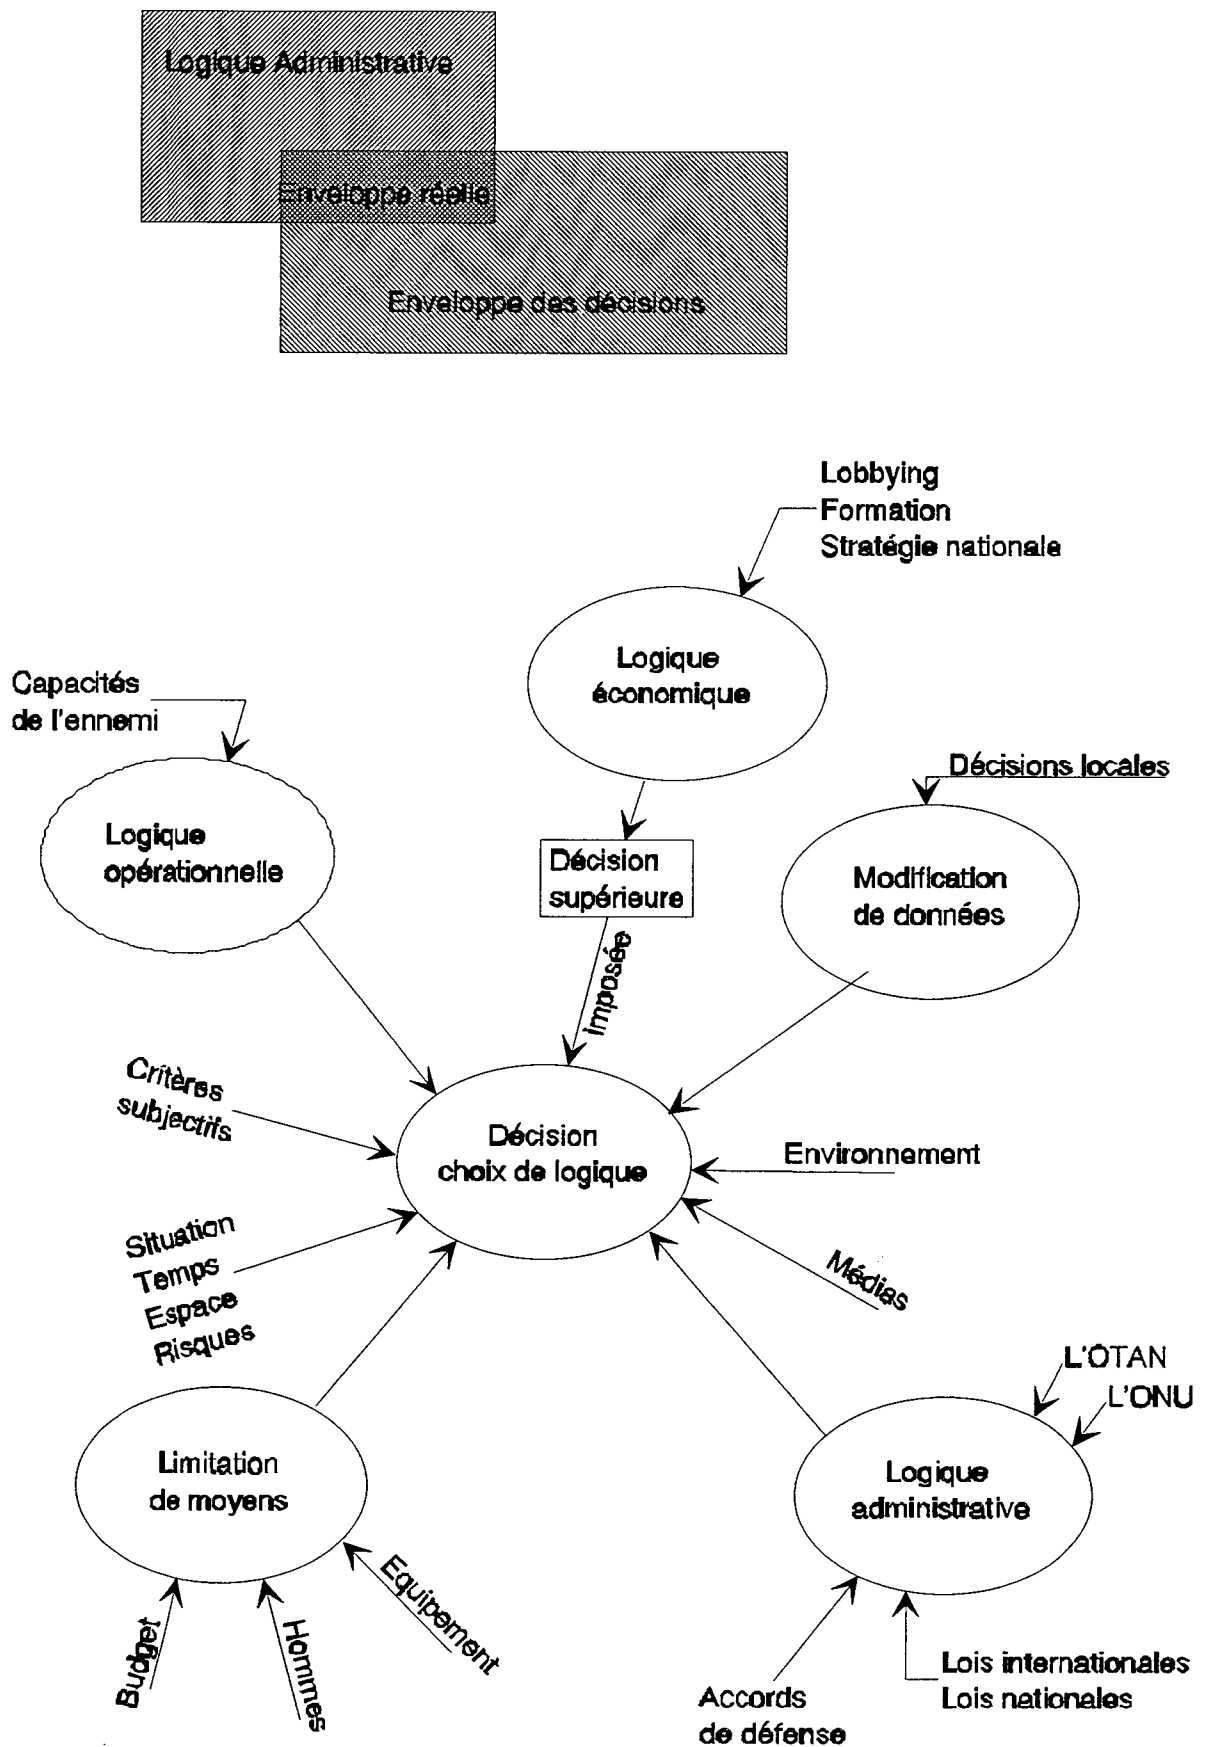 Logique Administrative
Enveloppe réelle
Enveloppe des décisions
Lobbying
Formation
Stratégie nationale
Logique
économique
Capacités
de l'ennemi
Décisions locales
Logique
opérationnelle
Décision
supérieure
Modification
de données
Imposée
Critères
subjectifs
Décision
choix de logique
Environnement
Situation
Temps
Espace
Risques
Médias
L'OTAN
L'ONU
Limitation
de moyens
Logique
administrative
Equipement
Budget
Hommes
Lois internationales
Lois nationales
Accords
de défense